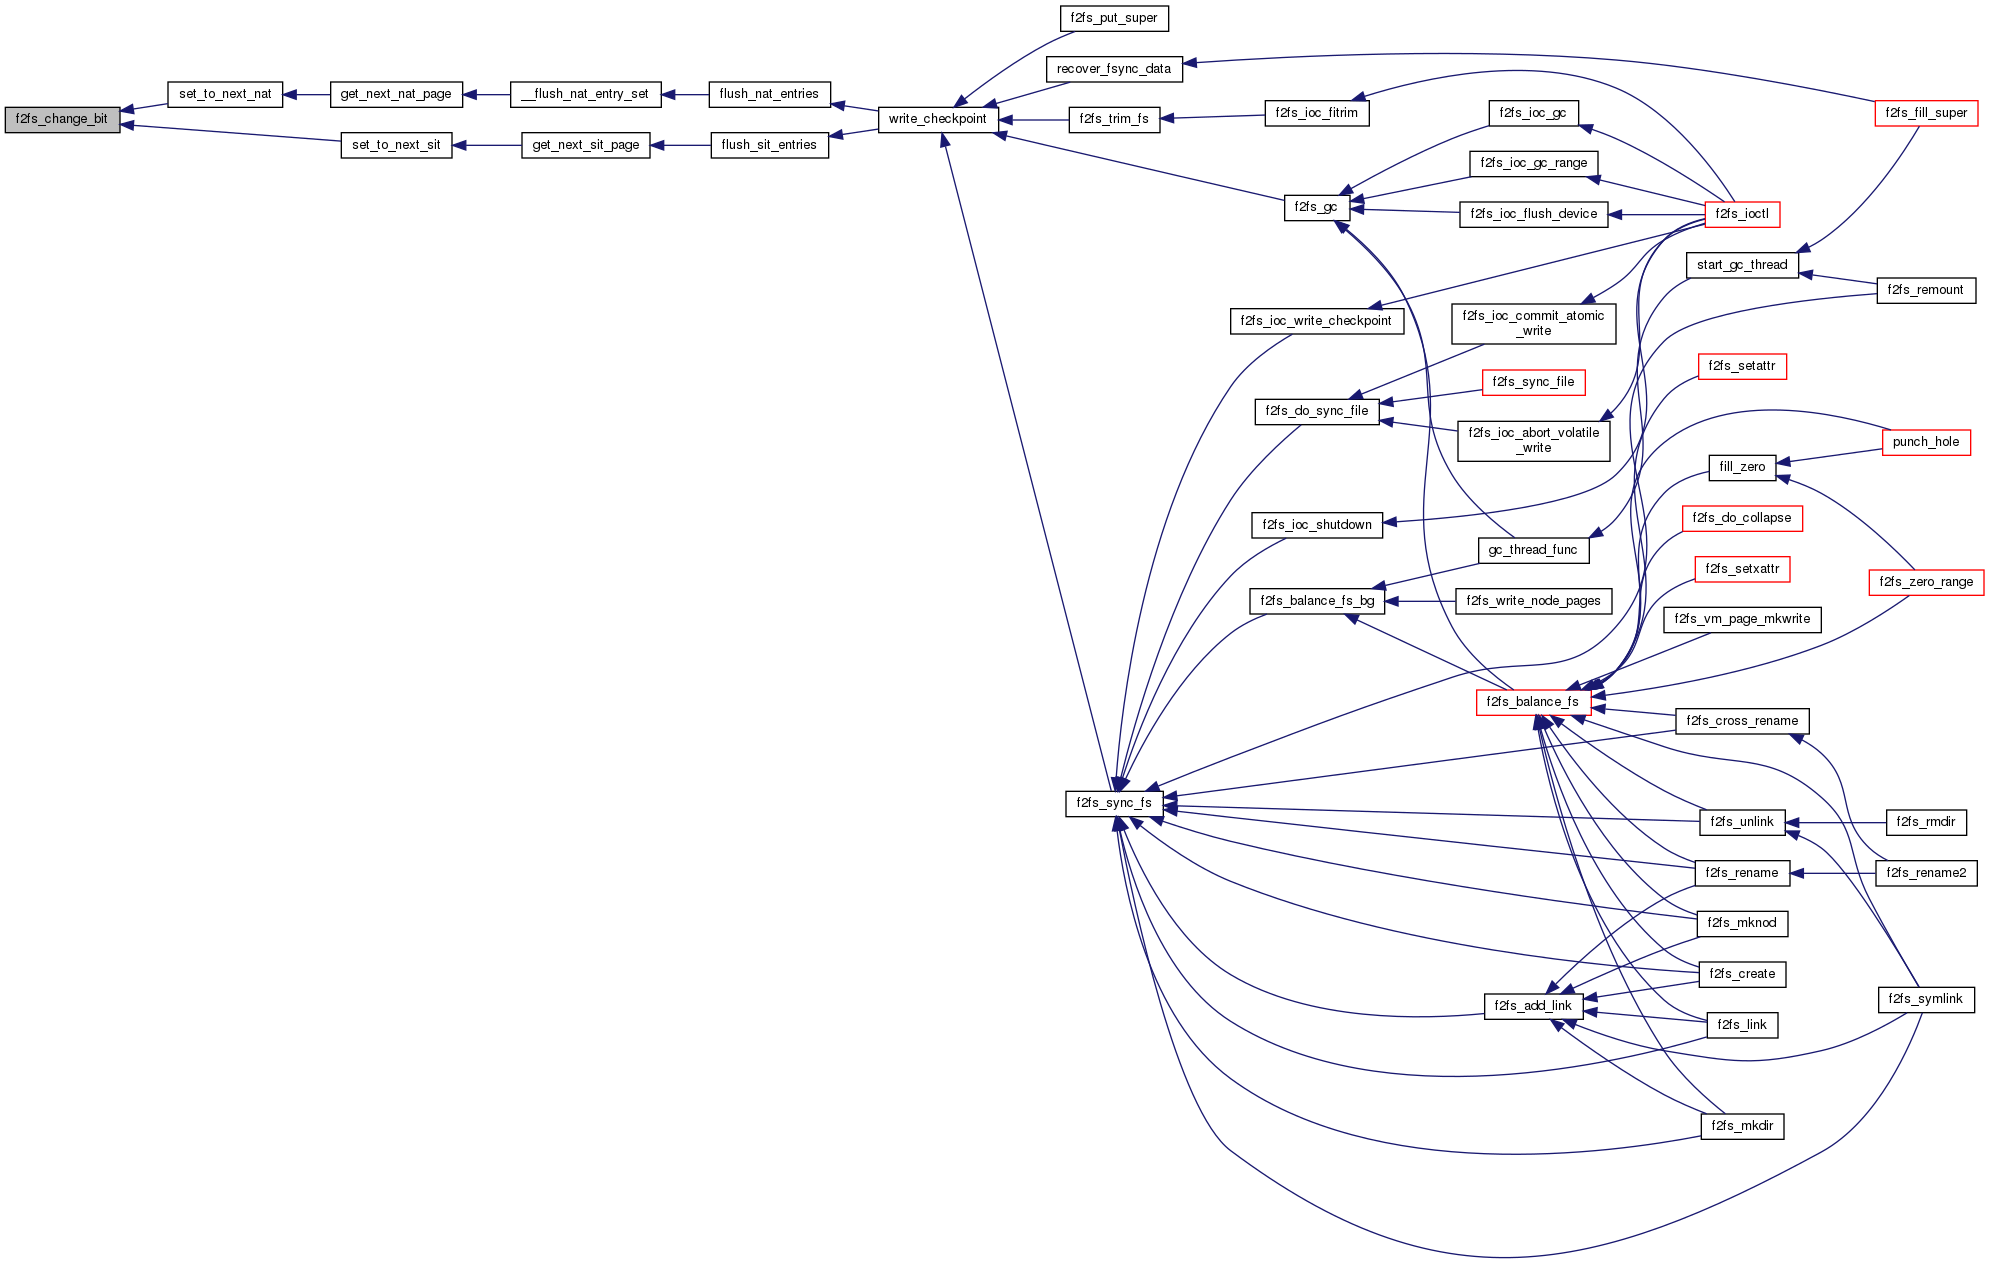 f2fs_put_super
recover_fsync_data
set_to_next_nat
get_next_nat_page
__flush_nat_entry_set
flush_nat_entries
f2fs_change_bit
write_checkpoint
f2fs_trim_fs
f2fs_ioc_fitrim
f2fs_ioc_gc
f2fs_fill_super
set_to_next_sit
get_next_sit_page
flush_sit_entries
f2fs_ioc_gc_range
f2fs_gc
f2fs_ioc_flush_device
f2fs_ioctl
start_gc_thread
f2fs_remount
f2fs_ioc_write_checkpoint
f2fs_ioc_commit_atomic
_write
f2fs_setattr
f2fs_sync_file
f2fs_do_sync_file
f2fs_ioc_abort_volatile
_write
punch_hole
fill_zero
f2fs_ioc_shutdown
f2fs_do_collapse
gc_thread_func
f2fs_setxattr
f2fs_zero_range
f2fs_balance_fs_bg
f2fs_write_node_pages
f2fs_vm_page_mkwrite
f2fs_balance_fs
f2fs_cross_rename
f2fs_sync_fs
f2fs_unlink
f2fs_rmdir
f2fs_rename
f2fs_rename2
f2fs_mknod
f2fs_create
f2fs_add_link
f2fs_symlink
f2fs_link
f2fs_mkdir